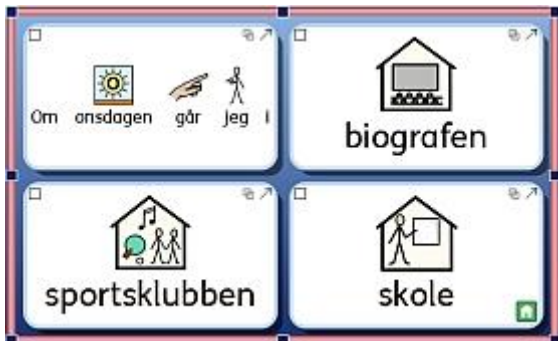 Om onsdagen går jeg i
biografen
sportsklubben
skole